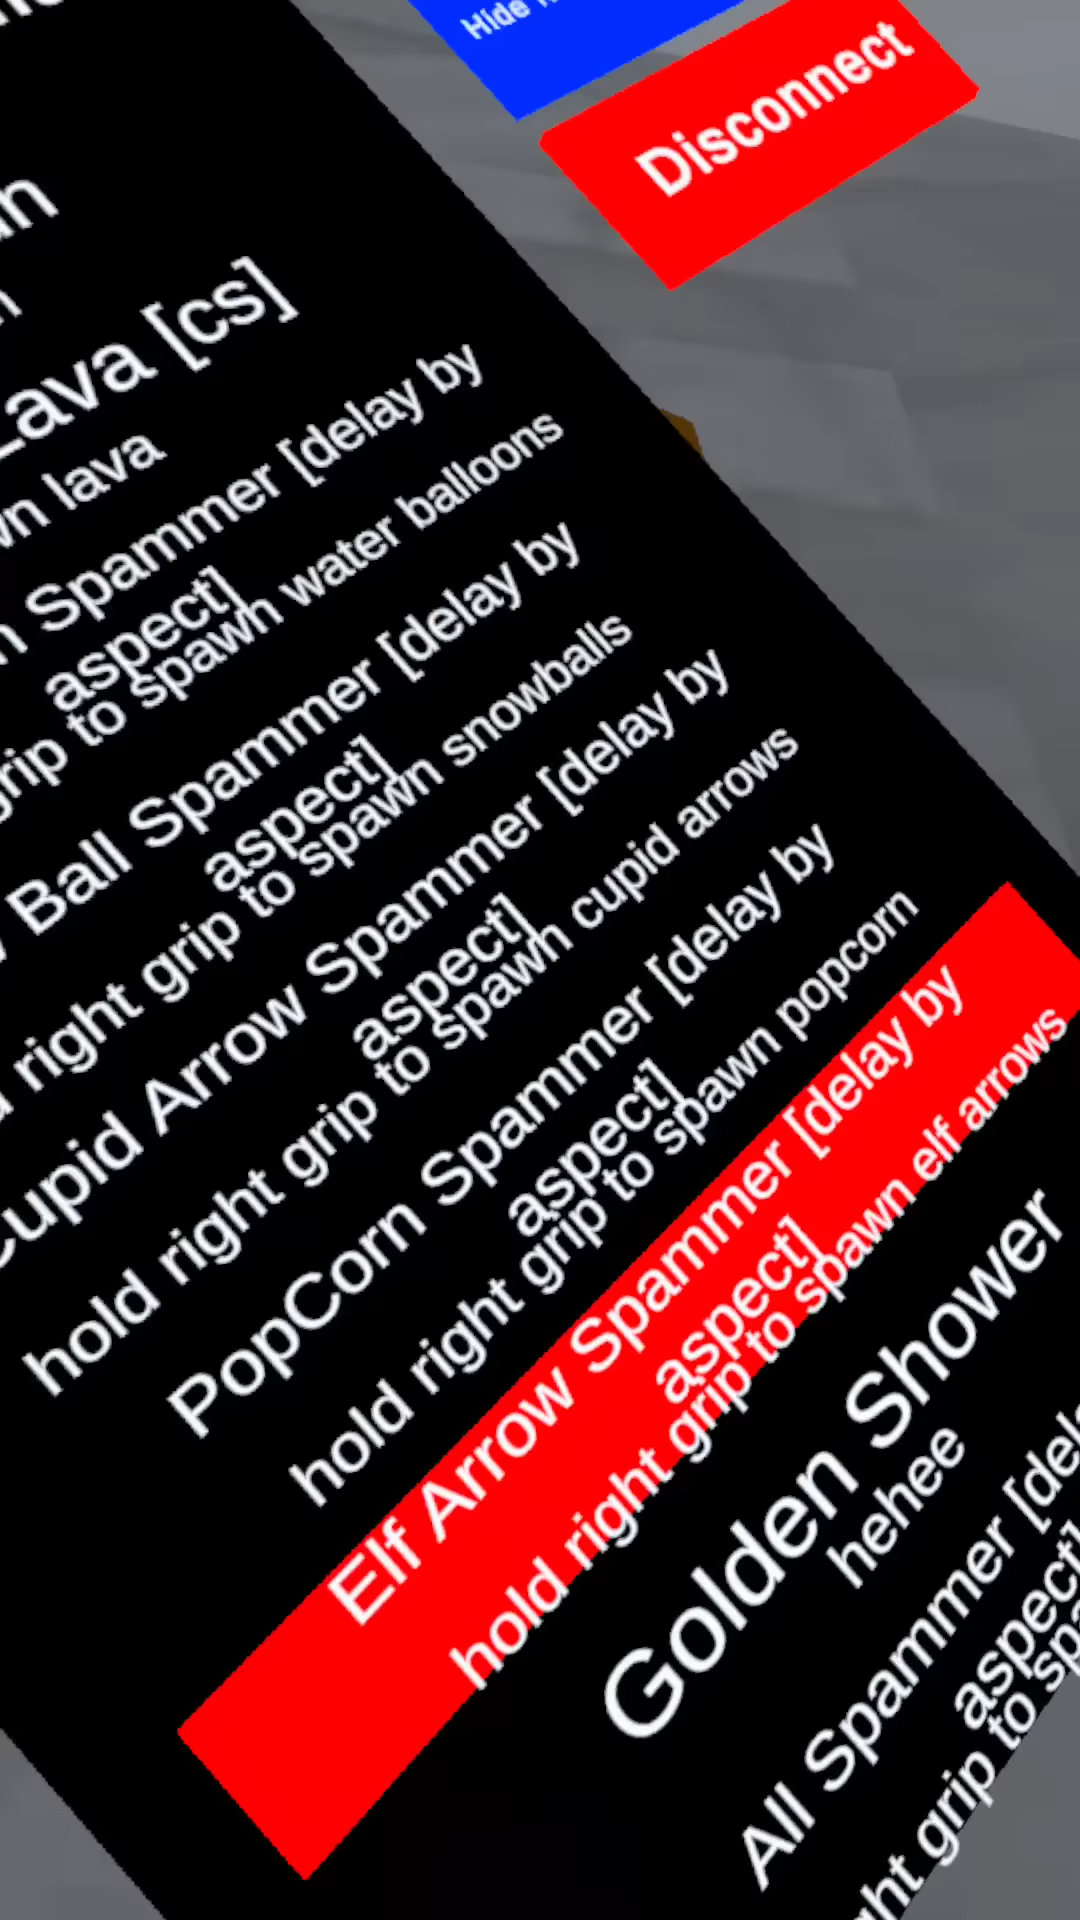 Hide
Disconnect
Lava [cs]
lava
Spammer [delay by
aspect]
grip to spawn water balloons
Ball Spammer [delay by
aspect]
right grip to spawn snowballs
Cupid Arrow Spammer [delay by
aspect]
hold right grip to spawn cupid arrows
PopCorn Spammer [delay by
aspect]
hold right grip to spawn popcorn
Elf Arrow Spammer [delay by
aspect]
hold right grip to spawn elf arrows
Golden Shower
hehee
All Spammer
aspect]
grip to